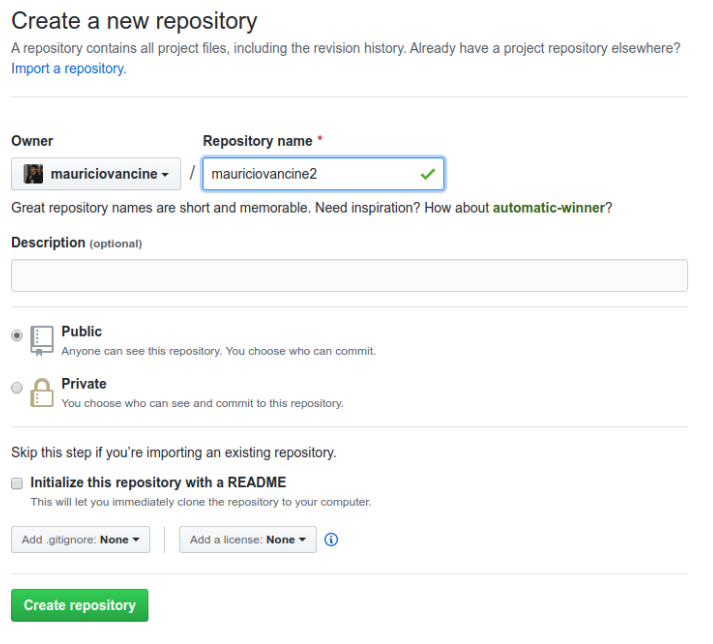 Create a new repository
A repository contains all project files, including the revision history. Already have a project repository elsewhere?
Import a repository.
Owner
Repository name *
mauriciovancine
/
mauriciovancine2
Great repository names are short and memorable. Need inspiration? How about automatic-winner?
Description (optional)
Public
Anyone can see this repository. You choose who can commit.
Private
You choose who can see and commit to this repository.
Skip this step if you’re importing an existing repository.
Initialize this repository with a README
This will let you immediately clone the repository to your computer.
Add .gitignore: None
Add a license: None
Create repository